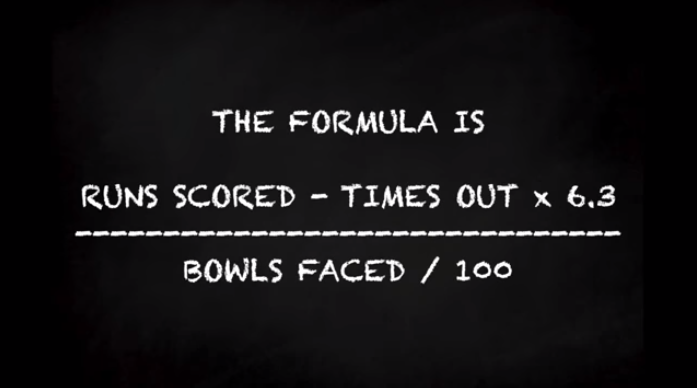 THE FORMULA IS
RUNS SCORED - TIMES OUT x 6.3
--------------------------------
BOWLS FACED / 100